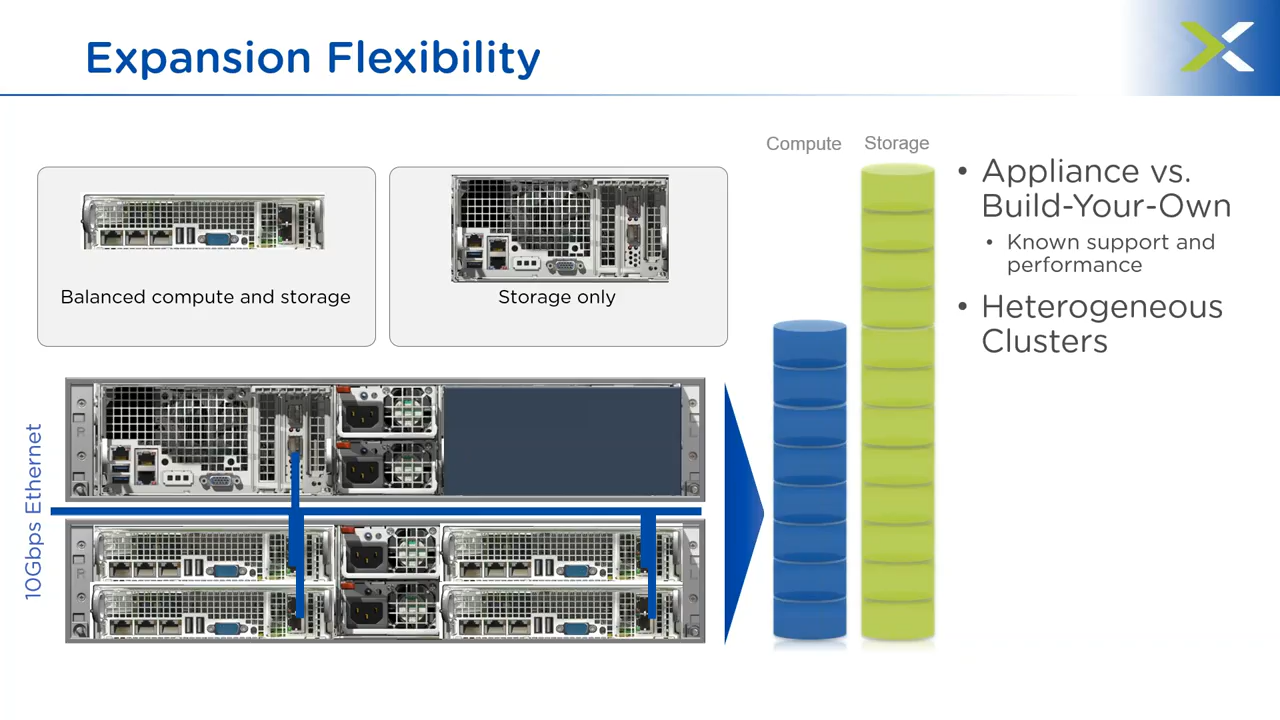 Expansion Flexibility
Balanced compute and storage
Storage only
10Gbps Ethernet
Compute
Storage
• Appliance vs.
Build-Your-Own
• Known support and
performance
• Heterogeneous
Clusters